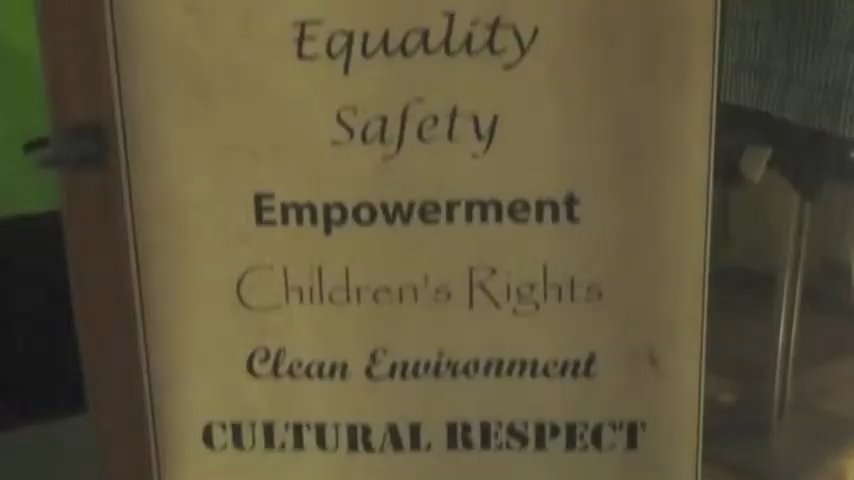 Equality
Safety
Empowerment
Children's Rights
Clean Environment
CULTURAL RESPECT